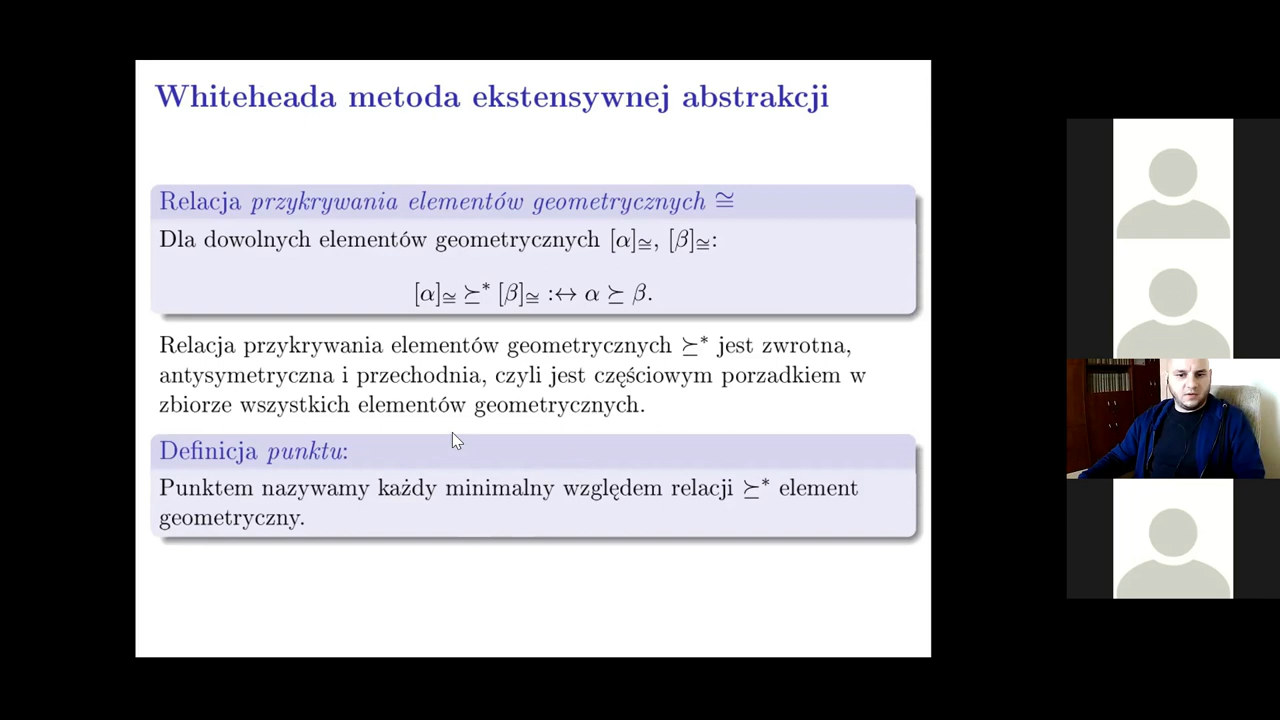 Whiteheada metoda ekstensywnej abstrakcji
Relacja przykrywania elementów geometrycznych ≅
Dla dowolnych elementów geometrycznych [α]≅, [β]≅:
[α]≅ ⪰* [β]≅ :↔ α ⪰ β.
Relacja przykrywania elementów geometrycznych ⪰* jest zwrotna,
antysymetryczna i przechodnia, czyli jest częściowym porzadkiem w
zbiorze wszystkich elementów geometrycznych.
Definicja punktu:
Punktem nazywamy każdy minimalny względem relacji ⪰* element
geometryczny.